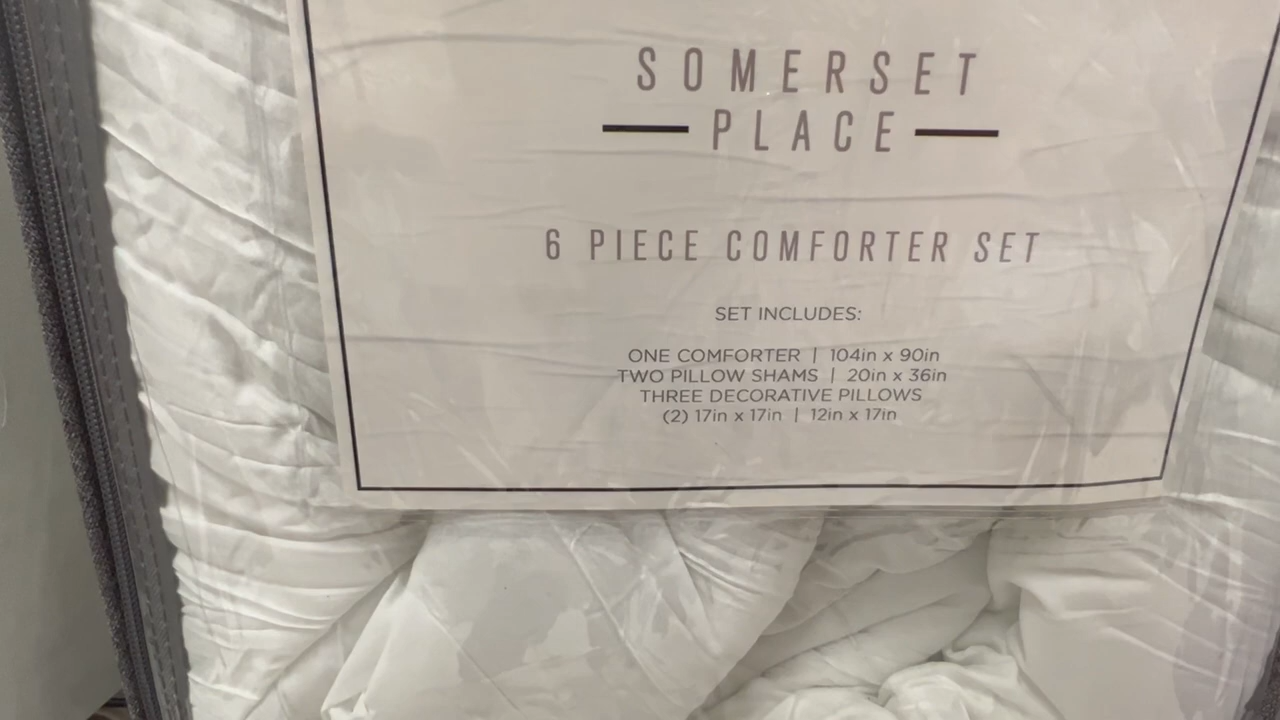 SOMERSET
PLACE
6 PIECE COMFORTER SET
SET INCLUDES:
ONE COMFORTER | 104in x 90in
TWO PILLOW SHAMS | 20in x 36in
THREE DECORATIVE PILLOWS
(2) 17in x 17in | 12in x 17in